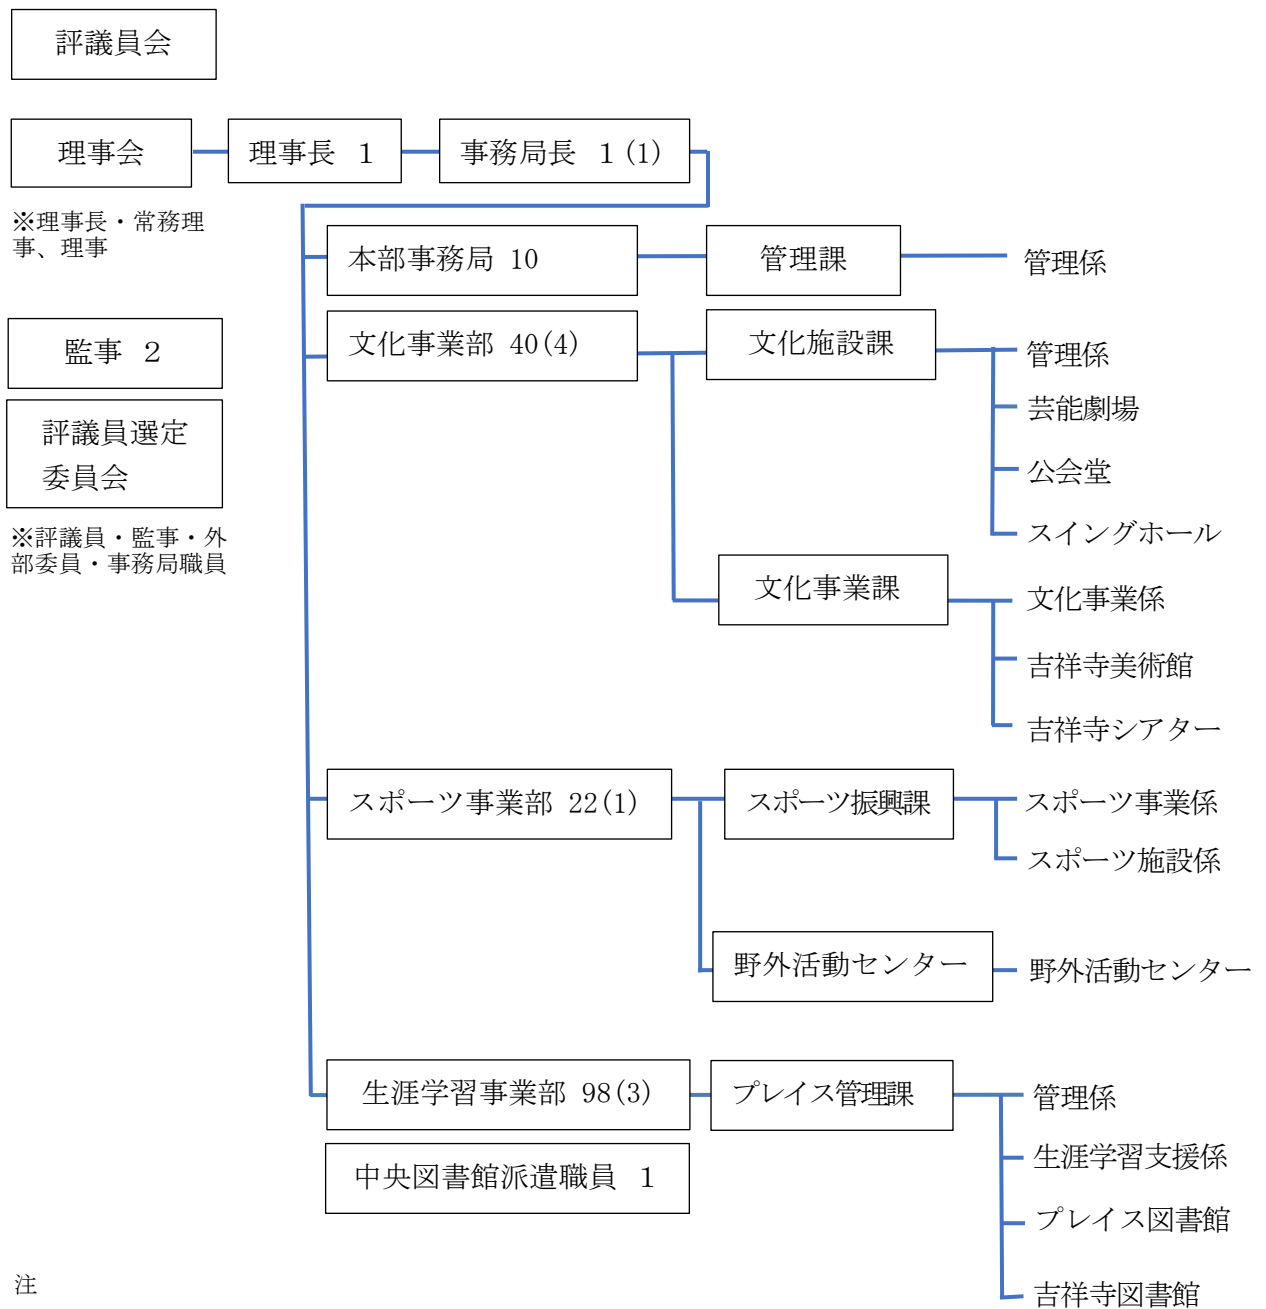 評議員会
理事会
理事長 1
事務局長 1(1)
※理事長・常務理
事、理事
本部事務局 10
管理課
管理係
監事 2
文化事業部 40(4)
文化施設課
管理係
芸能劇場
公会堂
スイングホール
評議員選定
委員会
※評議員・監事・外
部委員・事務局職員
文化事業課
文化事業係
吉祥寺美術館
吉祥寺シアター
スポーツ事業部 22(1)
スポーツ振興課
スポーツ事業係
スポーツ施設係
野外活動センター
野外活動センター
生涯学習事業部 98(3)
プレイス管理課
管理係
生涯学習支援係
プレイス図書館
吉祥寺図書館
中央図書館派遣職員 1
注